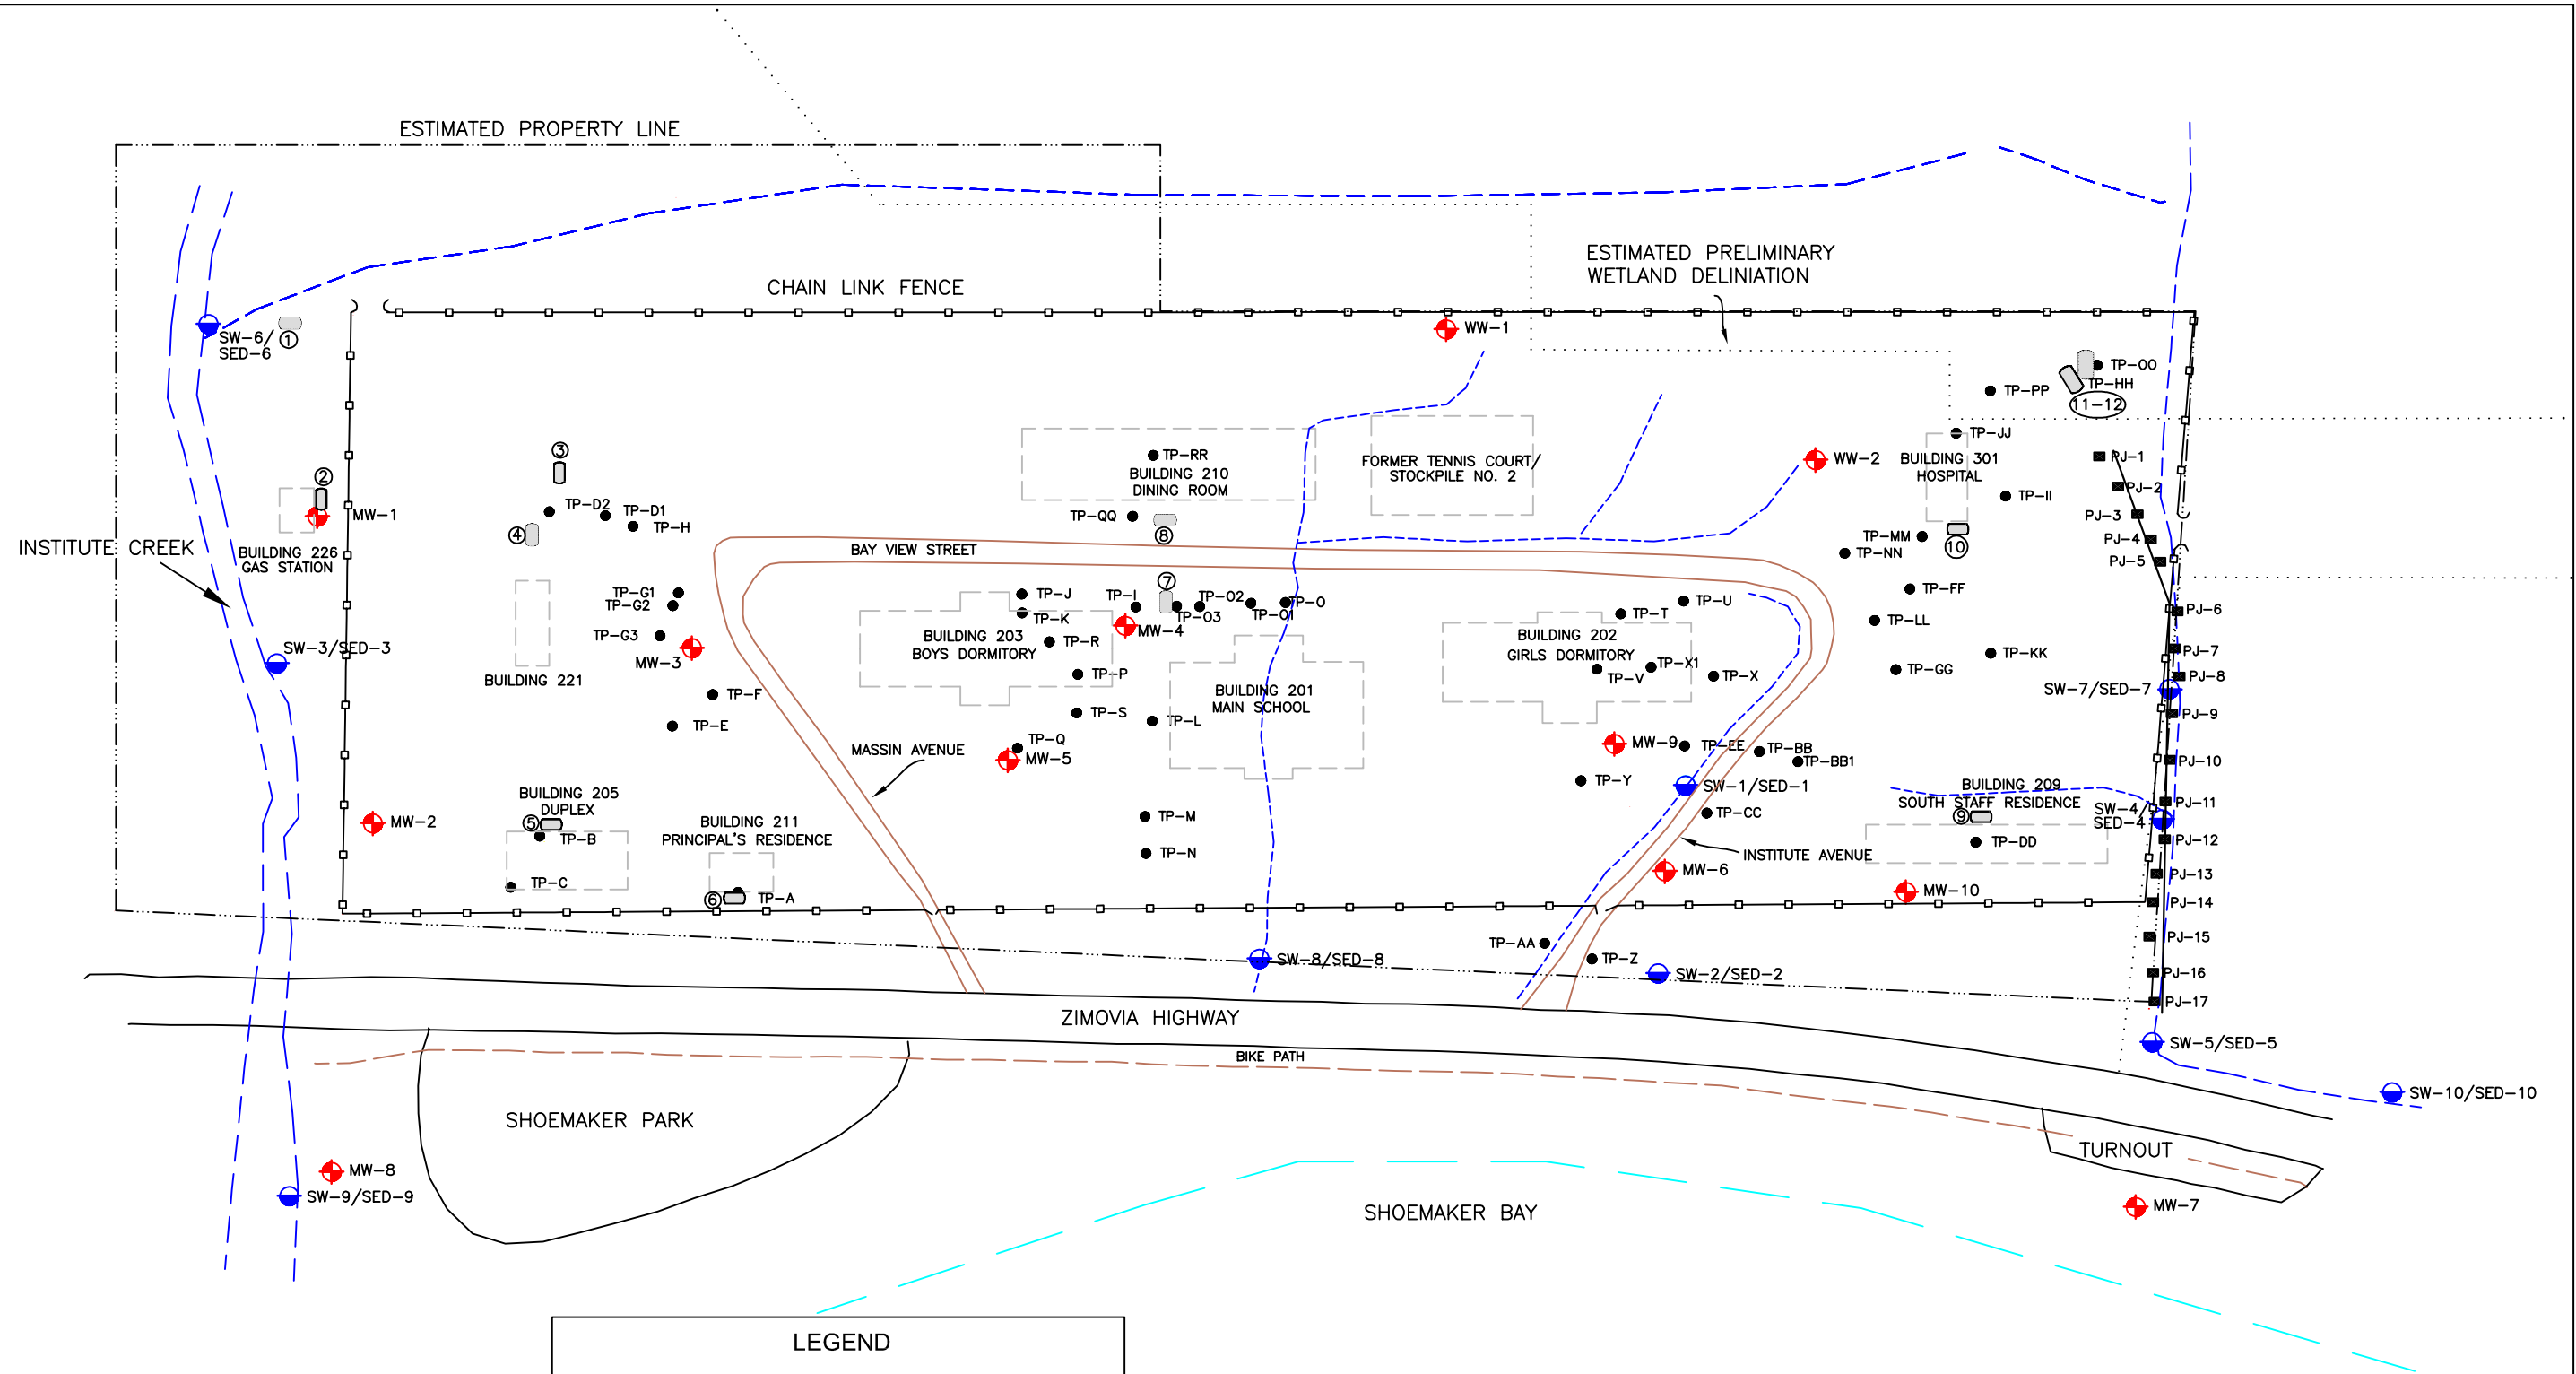 ESTIMATED PROPERTY LINE
ESTIMATED PRELIMINARY
WETLAND DELINIATION
CHAIN LINK FENCE
WW-1
SW-6/
SED-6
1
TP-OO
TP-HH
11-12
TP-PP
TP-JJ
3
2
MW-1
TP-D2
TP-D1
TP-H
4
TP-RR
BUILDING 210
DINING ROOM
TP-QQ
8
FORMER TENNIS COURT/
STOCKPILE NO. 2
WW-2
BUILDING 301
HOSPITAL
TP-II
PJ-1
PJ-2
PJ-3
PJ-4
PJ-5
TP-MM
TP-NN
10
INSTITUTE CREEK
BUILDING 226
GAS STATION
BAY VIEW STREET
TP-G1
TP-G2
TP-G3
MW-3
TP-J
TP-K
TP-I
7
TP-O2
TP-O3
TP-O1
TP-O
MW-4
TP-R
BUILDING 203
BOYS DORMITORY
TP-P
TP-T
TP-U
BUILDING 202
GIRLS DORMITORY
TP-V
TP-X1
TP-X
TP-FF
TP-LL
TP-KK
TP-GG
PJ-6
PJ-7
PJ-8
SW-7/SED-7
PJ-9
SW-3/SED-3
BUILDING 221
TP-F
TP-E
BUILDING 201
MAIN SCHOOL
TP-S
TP-L
TP-Q
MW-5
MASSIN AVENUE
MW-9
TP-EE
TP-BB
TP-BB1
TP-Y
SW-1/SED-1
TP-CC
PJ-10
BUILDING 209
SOUTH STAFF RESIDENCE
SW-4/
SED-4
PJ-11
PJ-12
9
TP-DD
MW-2
BUILDING 205
DUPLEX
5
TP-B
TP-C
BUILDING 211
PRINCIPAL'S RESIDENCE
6
TP-A
TP-M
TP-N
INSTITUTE AVENUE
MW-6
MW-10
PJ-13
PJ-14
PJ-15
PJ-16
PJ-17
TP-AA
TP-Z
SW-8/SED-8
SW-2/SED-2
ZIMOVIA HIGHWAY
BIKE PATH
SW-5/SED-5
SW-10/SED-10
SHOEMAKER PARK
TURNOUT
MW-8
SW-9/SED-9
MW-7
SHOEMAKER BAY
LEGEND